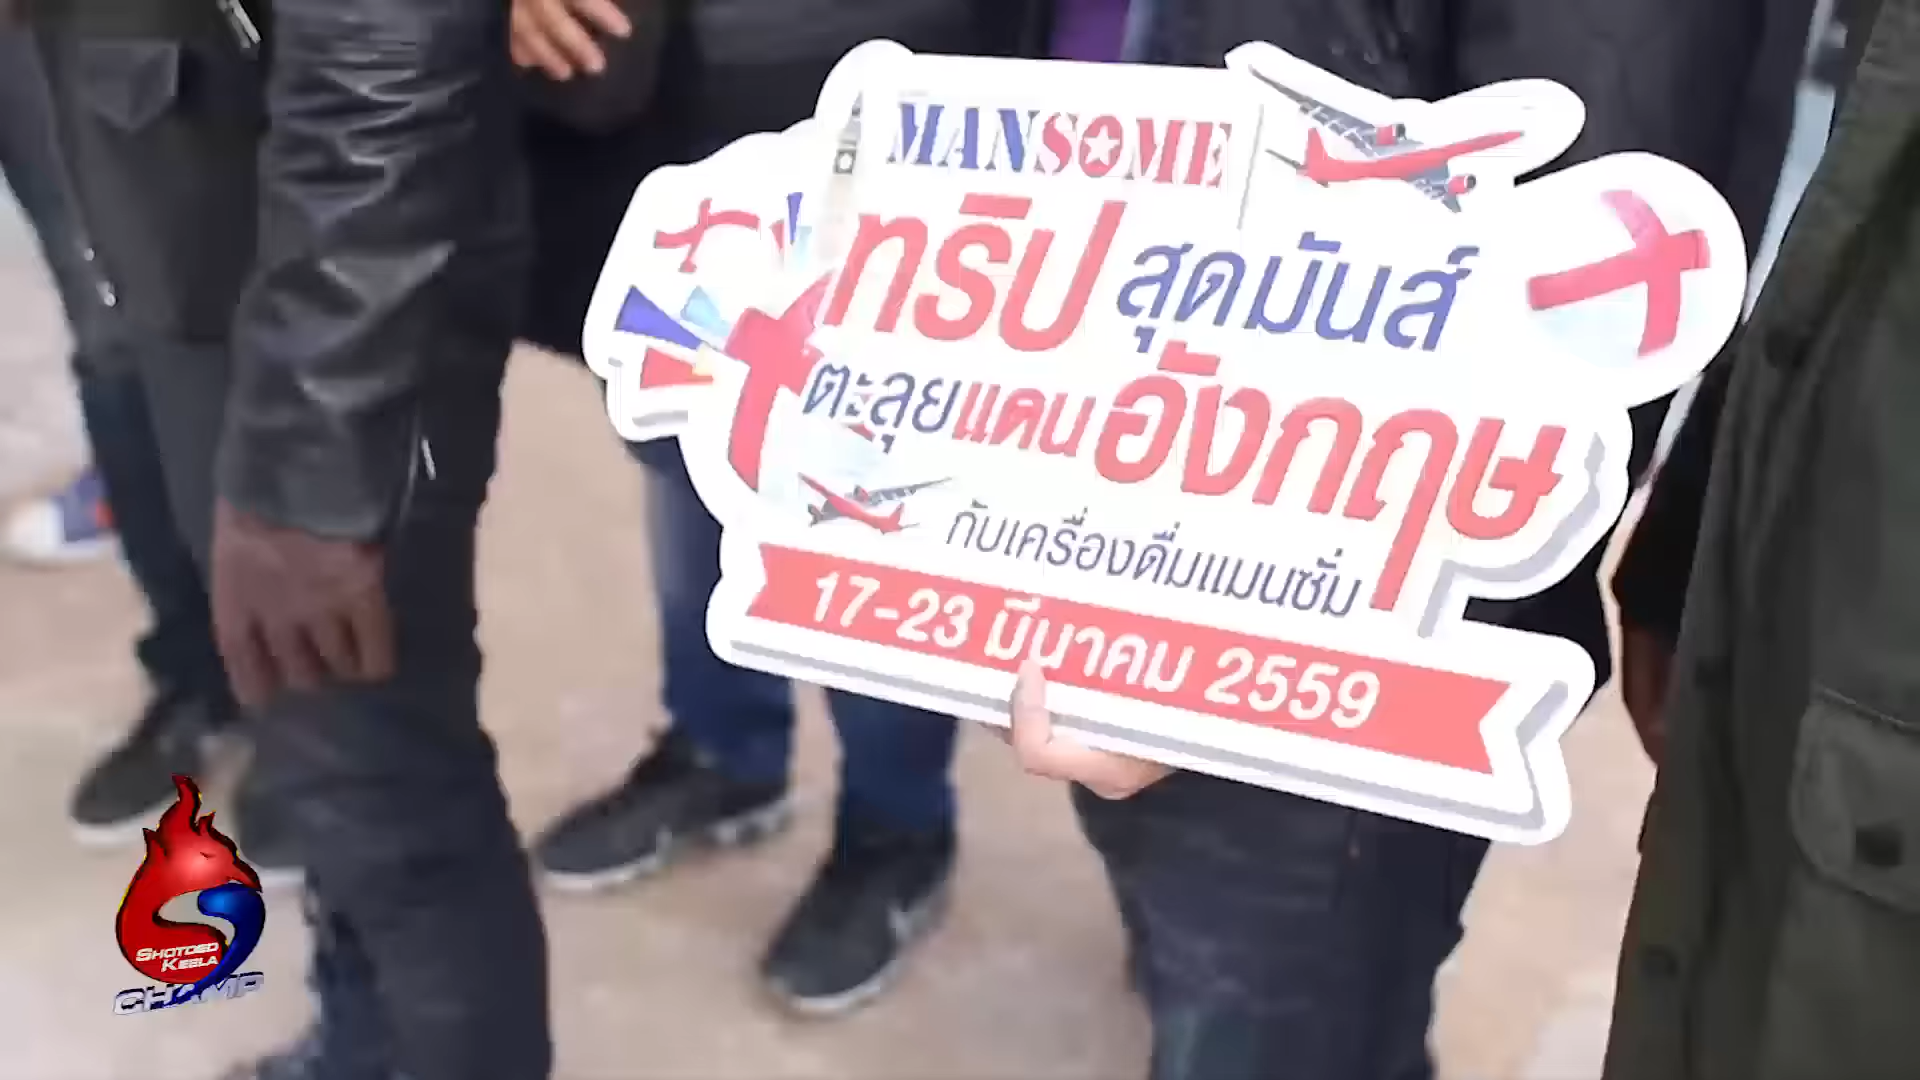 MANSOME
ทริป สุดมันส์
ตะลุยแดนอังกฤษ
กับเครื่องดื่มแมนซั่ม
17-23 มีนาคม 2559
SHOTDED
KEELA
CHAMP